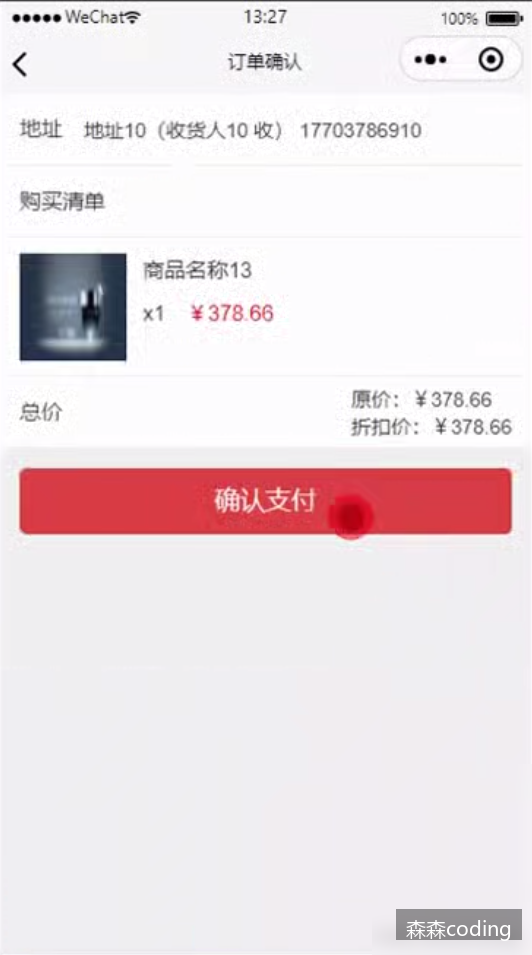 WeChat 13:27 100%
订单确认
地址 地址10（收货人10 收） 17703786910
购买清单
商品名称13
x1 ￥378.66
总价
原价：￥378.66
折扣价：￥378.66
确认支付
森森coding